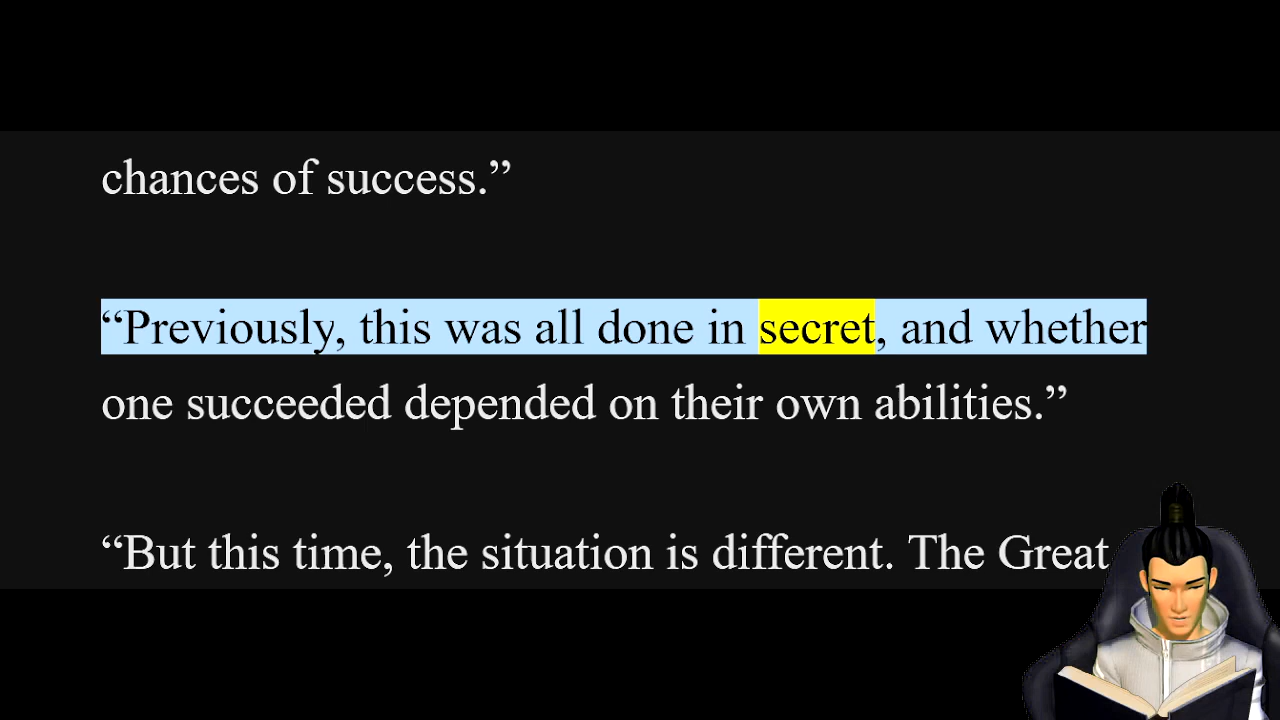 chances of success.”
“Previously, this was all done in secret, and whether
one succeeded depended on their own abilities.”
“But this time, the situation is different. The Great